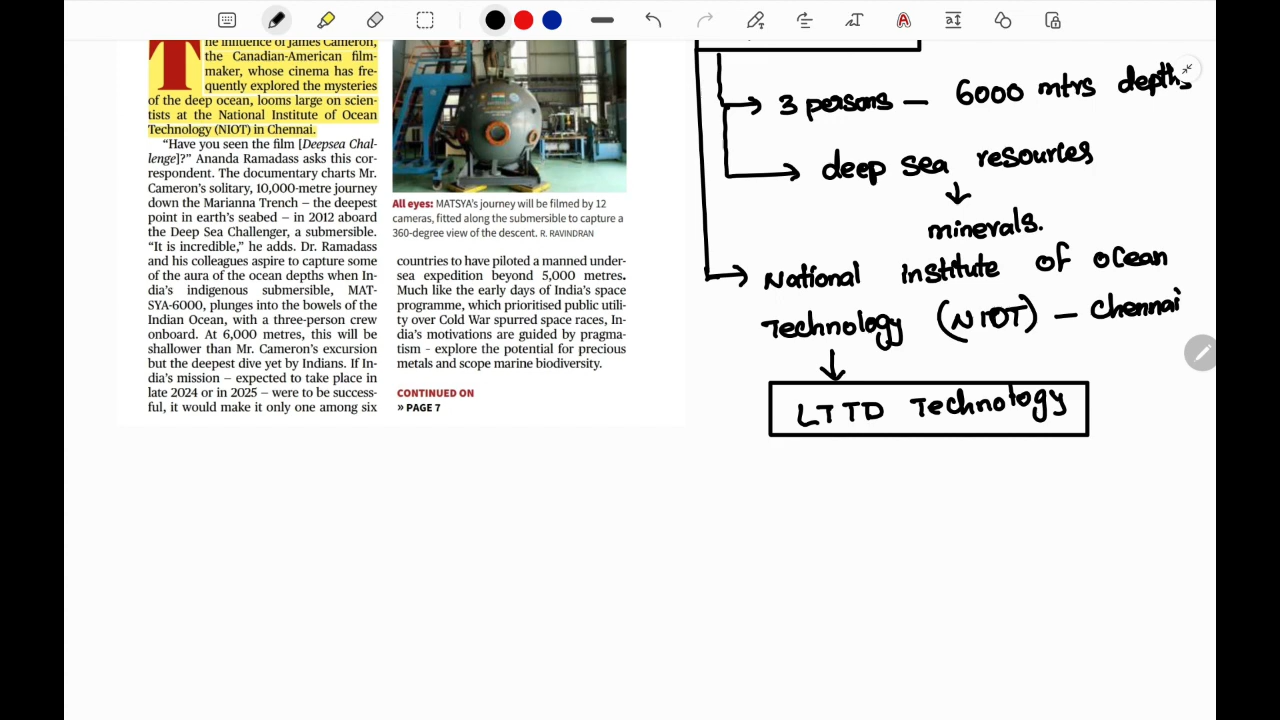 The influence of James Cameron,
the Canadian-American film-
maker, whose cinema has fre-
quently explored the mysteries
of the deep ocean, looms large on scien-
tists at the National Institute of Ocean
Technology (NIOT) in Chennai.
“Have you seen the film [Deepsea Chal-
lenge]?” Ananda Ramadass asks this cor-
respondent. The documentary charts Mr.
Cameron’s solitary, 10,000-metre journey
down the Marianna Trench – the deepest
point in earth’s seabed – in 2012 aboard
the Deep Sea Challenger, a submersible.
“It is incredible,” he adds. Dr. Ramadass
and his colleagues aspire to capture some
of the aura of the ocean depths when In-
dia’s indigenous submersible, MAT-
SYA-6000, plunges into the bowels of the
Indian Ocean, with a three-person crew
onboard. At 6,000 metres, this will be
shallower than Mr. Cameron’s excursion
but the deepest dive yet by Indians. If In-
dia’s mission – expected to take place in
late 2024 or in 2025 – were to be success-
ful, it would make it only one among six
All eyes: MATSYA’s journey will be filmed by 12
cameras, fitted along the submersible to capture a
360-degree view of the descent. R. RAVINDRAN
countries to have piloted a manned under-
sea expedition beyond 5,000 metres.
Much like the early days of India’s space
programme, which prioritised public utili-
ty over Cold War spurred space races, In-
dia’s motivations are guided by pragma-
tism - explore the potential for precious
metals and scope marine biodiversity.
CONTINUED ON
» PAGE 7
3 persons – 6000 mtrs depths
deep sea resources
minerals.
National institute of ocean
Technology (NIOT) – Chennai
LTTD Technology